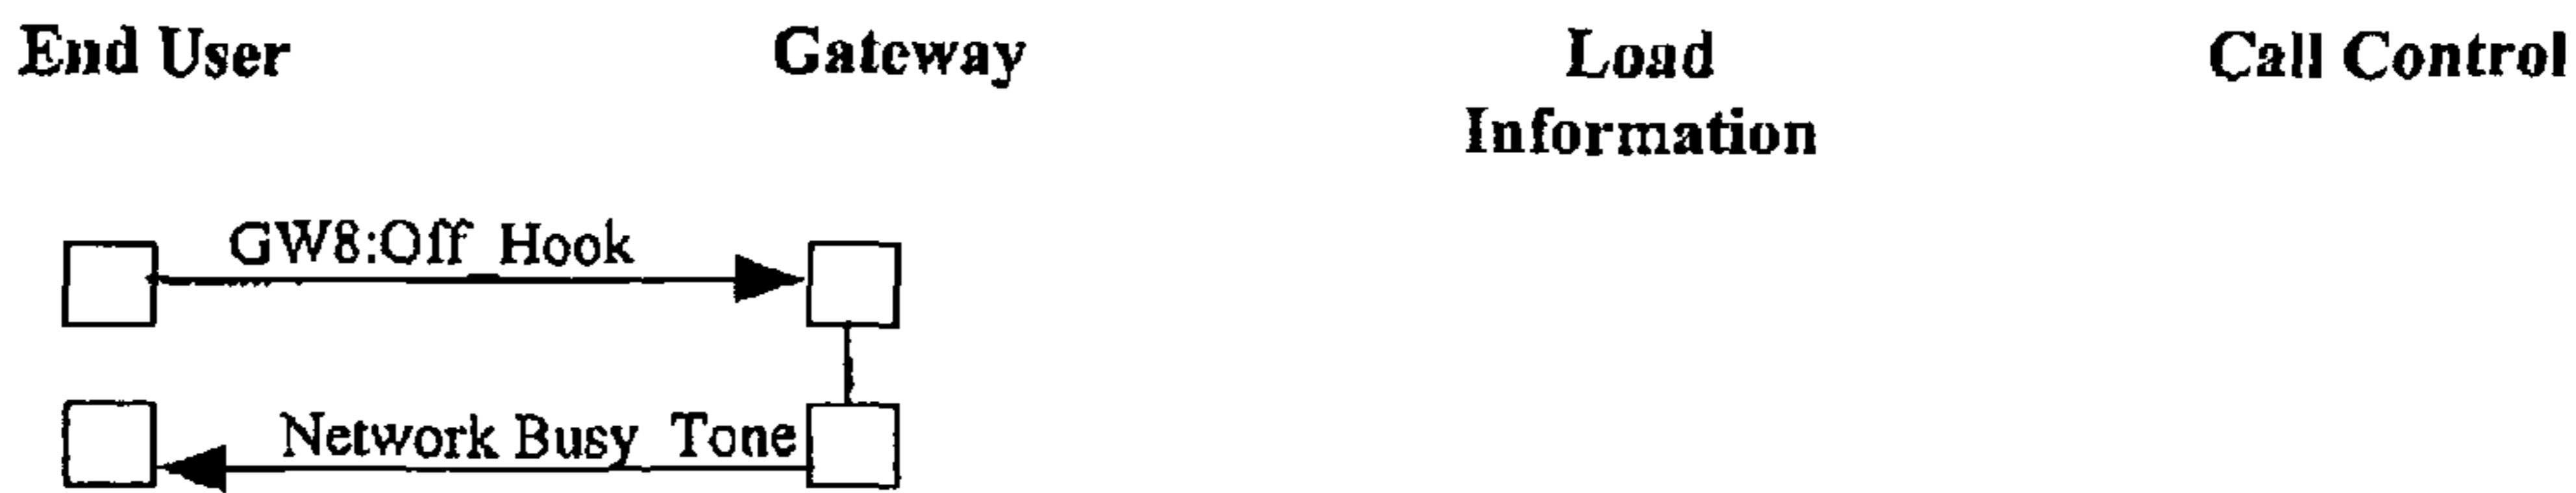 End User Gateway Load Call Control
Information
GW8:Off_Hook
Network Busy_Tone